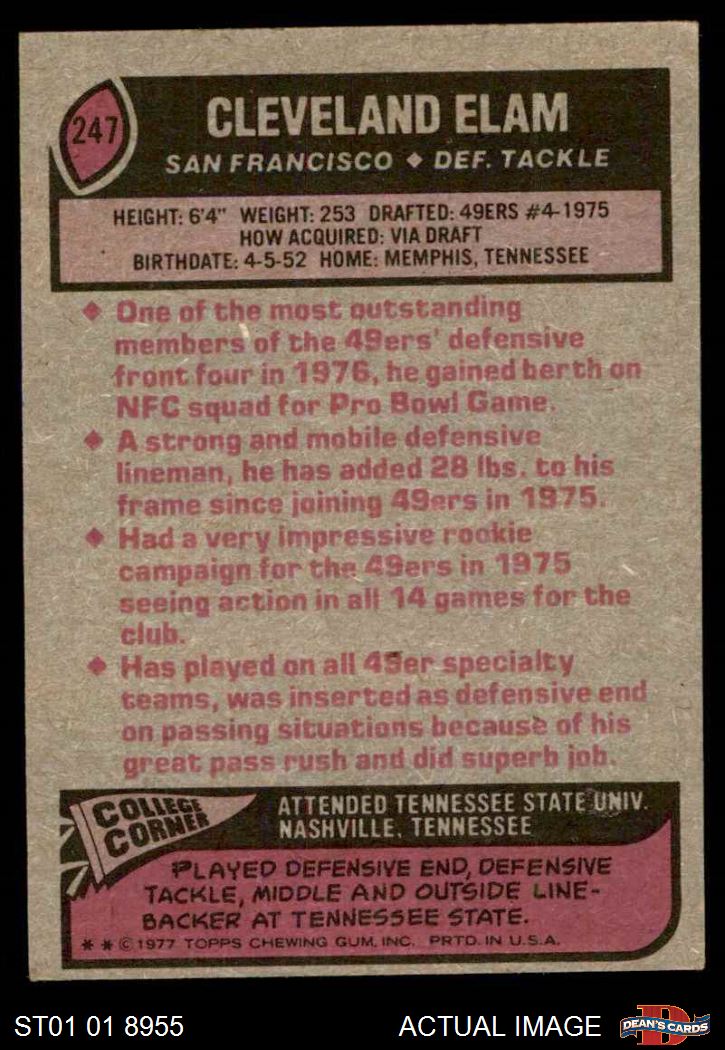 247
CLEVELAND ELAM
SAN FRANCISCO ◆ DEF. TACKLE
HEIGHT: 6'4" WEIGHT: 253 DRAFTED: 49ERS #4-1975
HOW ACQUIRED: VIA DRAFT
BIRTHDATE: 4-5-52 HOME: MEMPHIS, TENNESSEE
◆ One of the most outstanding
members of the 49ers' defensive
front four in 1976, he gained berth on
NFC squad for Pro Bowl Game.
◆ A strong and mobile defensive
lineman, he has added 28 lbs. to his
frame since joining 49ers in 1975.
◆ Had a very impressive rookie
campaign for the 49ers in 1975
seeing action in all 14 games for the
club.
◆ Has played on all 49er specialty
teams, was inserted as defensive end
on passing situations because of his
great pass rush and did superb job.
COLLEGE
CORNER
ATTENDED TENNESSEE STATE UNIV.
NASHVILLE, TENNESSEE
PLAYED DEFENSIVE END, DEFENSIVE
TACKLE, MIDDLE AND OUTSIDE LINE-
BACKER AT TENNESSEE STATE.
* * © 1977 TOPPS CHEWING GUM, INC. PRTD. IN U.S.A.
ST01 01 8955
ACTUAL IMAGE
D
DEAN'S CARDS